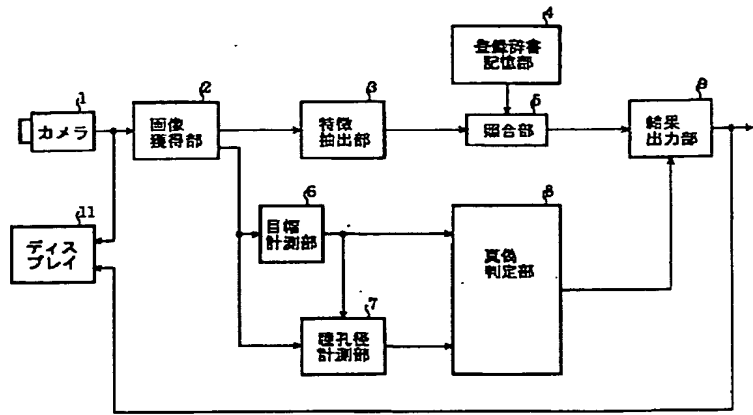 4
登録辞書
記憶部
1
カメラ
2
画像
獲得部
3
特徴
抽出部
5
照合部
9
結果
出力部
11
ディス
プレイ
6
目幅
計測部
8
真偽
判定部
7
瞳孔径
計測部